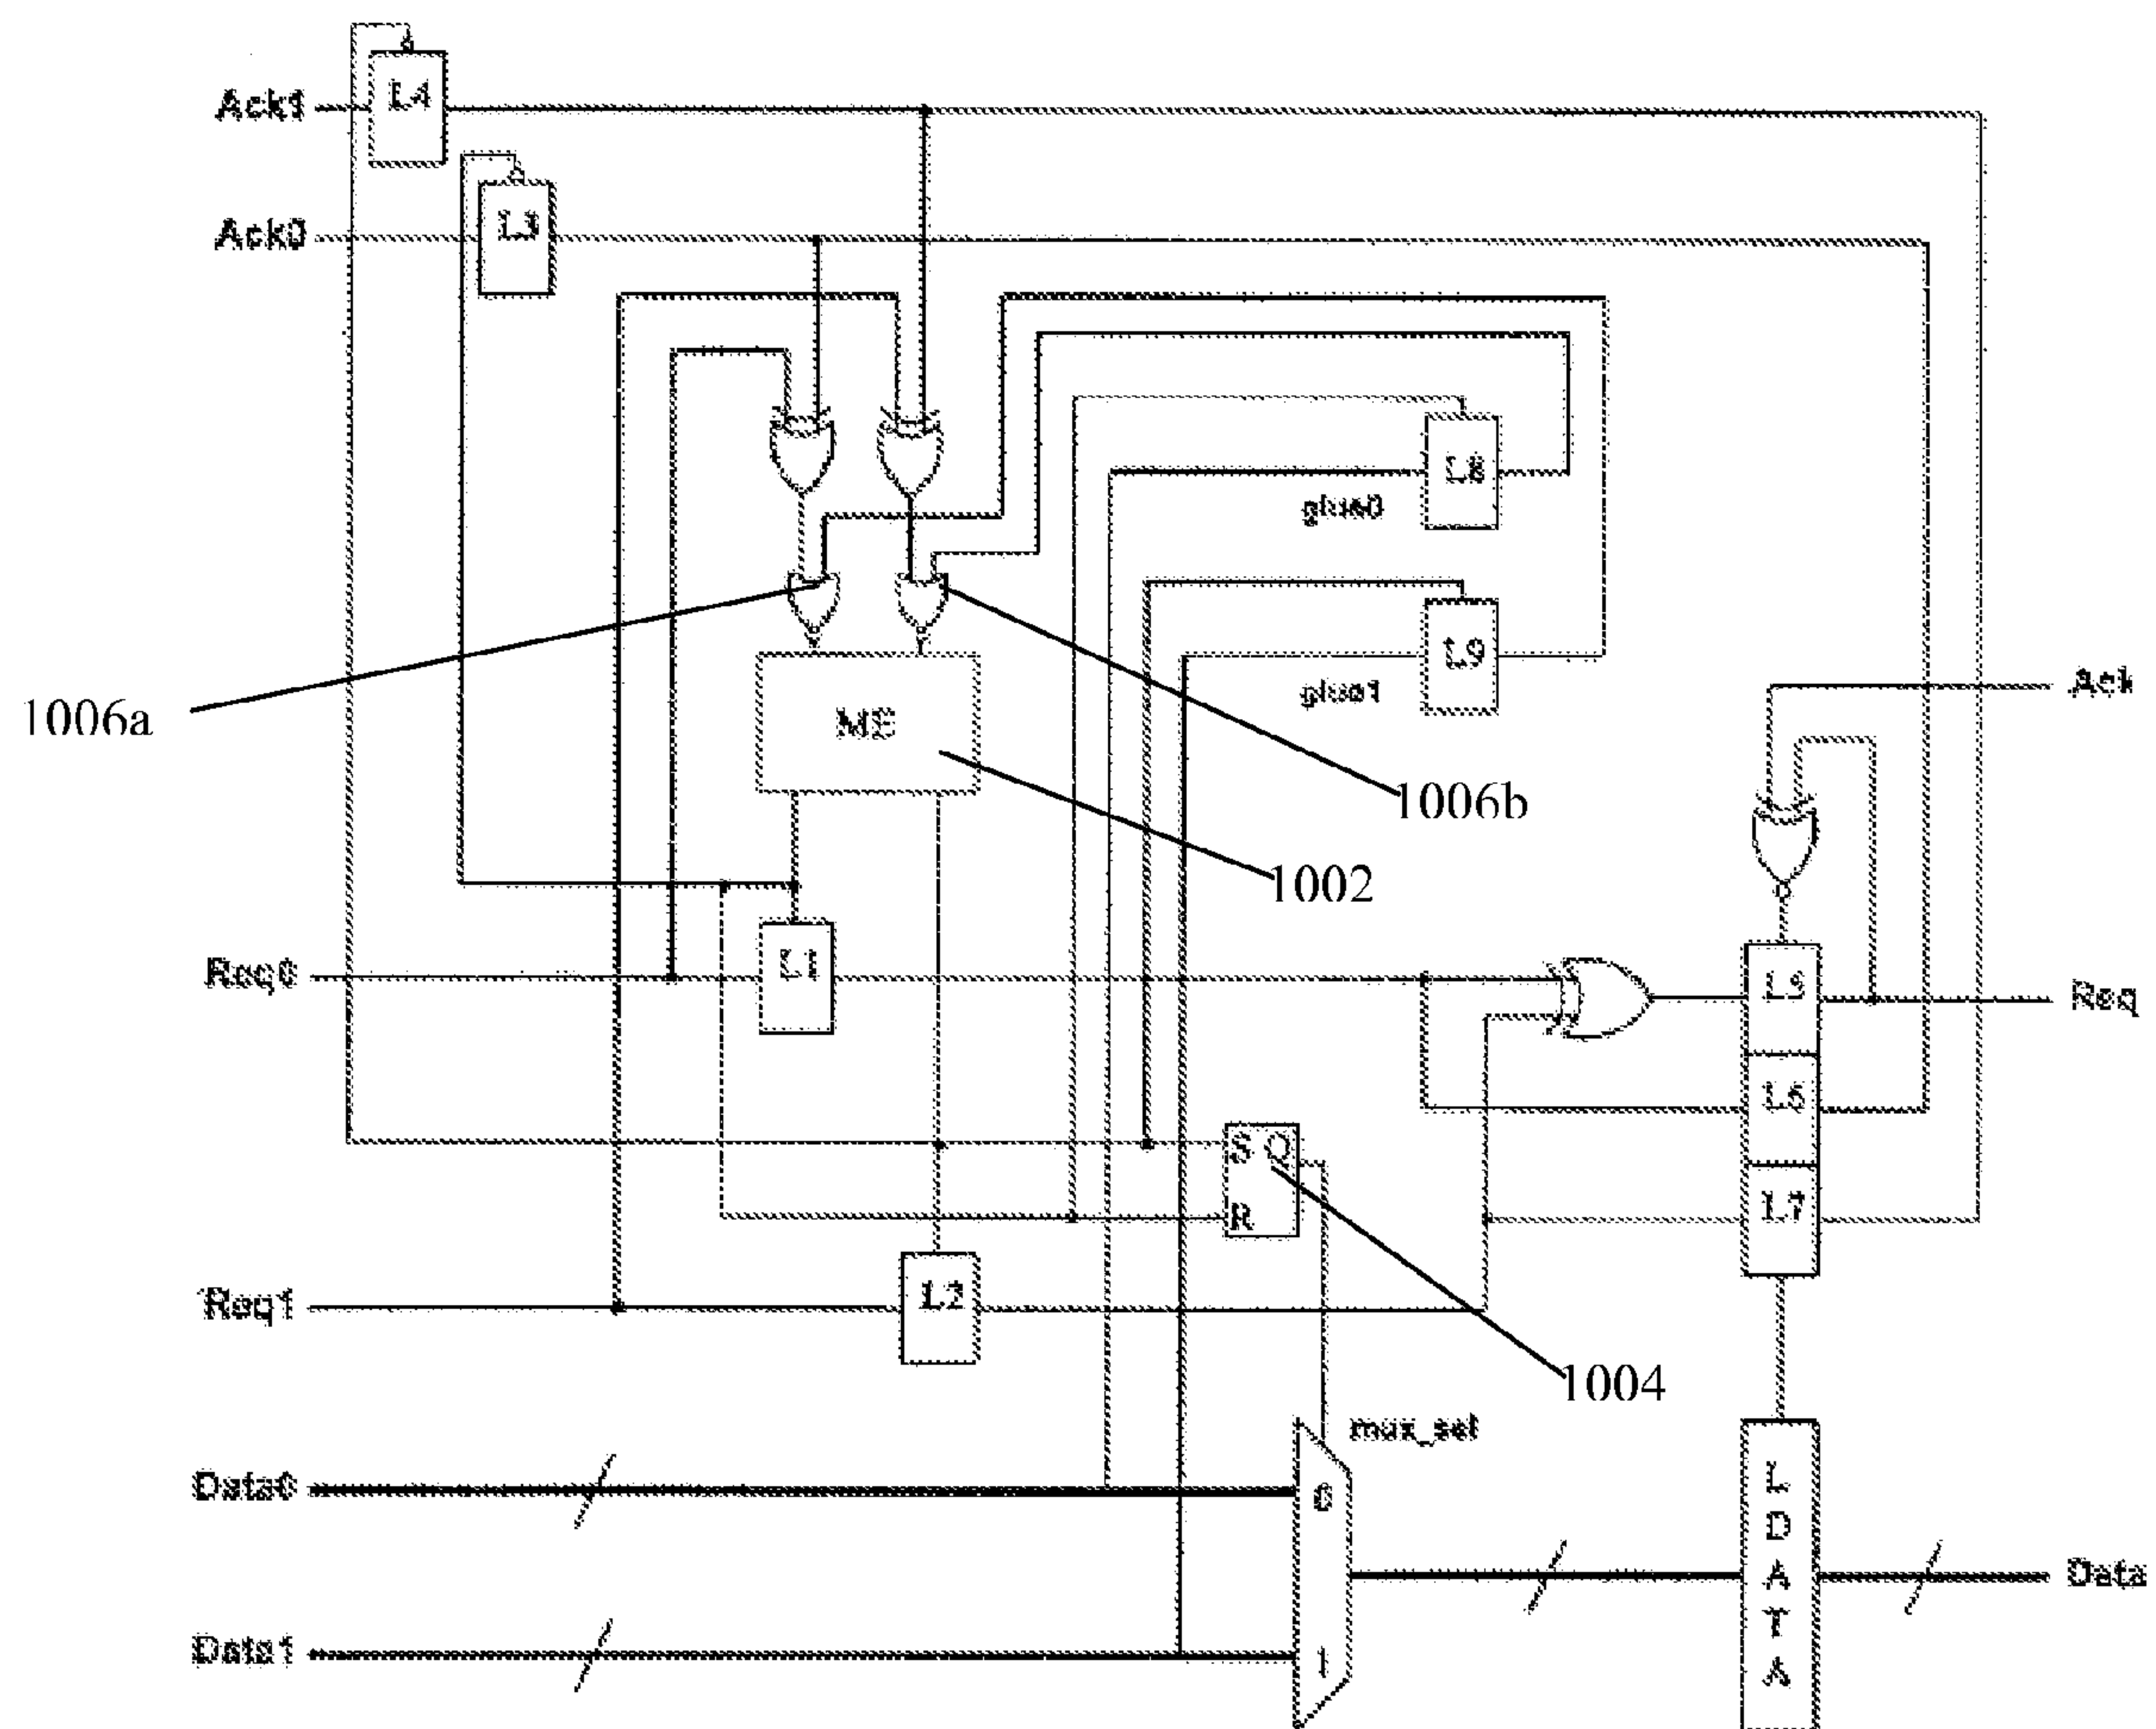 Ack1
L4
Ack0
L3
L8
glue0
L9
glue1
Ack
1006a
ME
1006b
1002
Req0
L1
L5
Req
L6
S Q
R
L7
Req1
L2
1004
mux_sel
Data0
0
L
D
A
T
A
Data
Data1
1